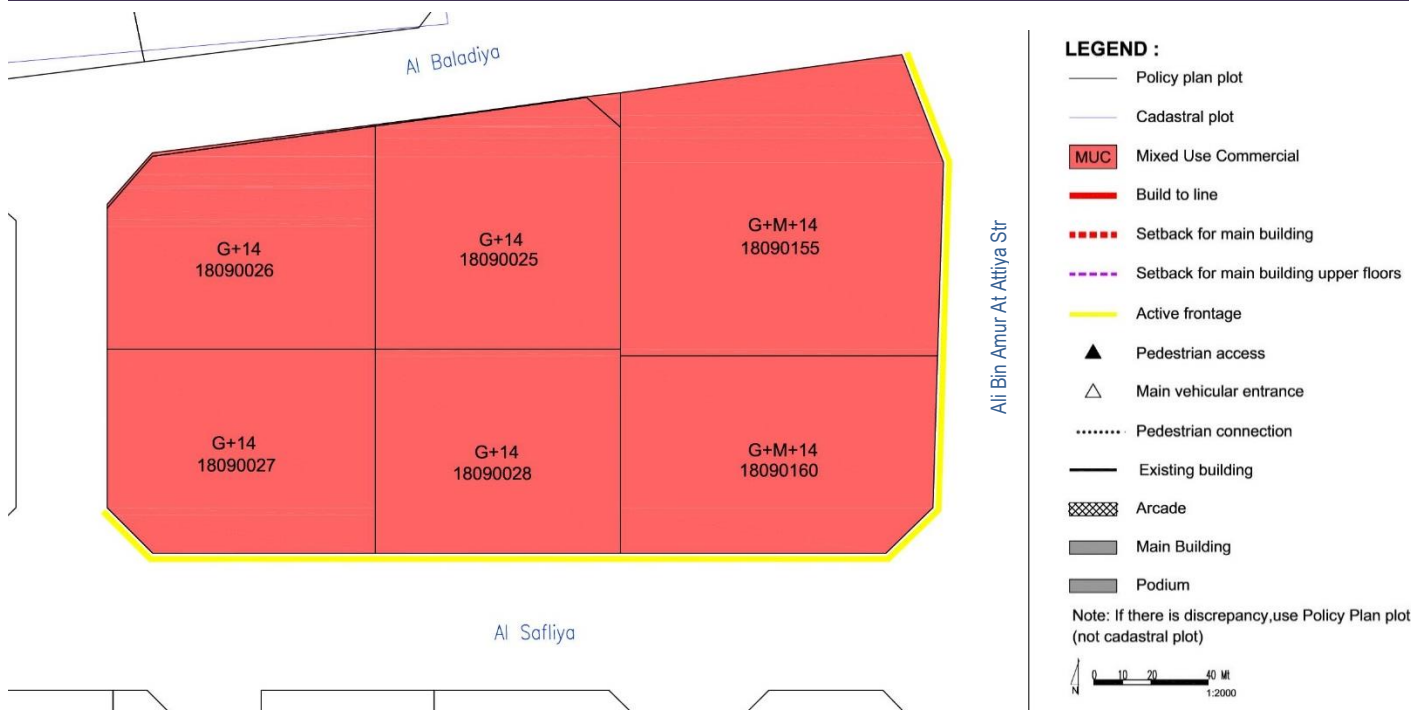 Al Baladiya
G+14
18090026
G+14
18090025
G+M+14
18090155
G+14
18090027
G+14
18090028
G+M+14
18090160
Ali Bin Amur At Attiya Str
Al Safliya
LEGEND :
Policy plan plot
Cadastral plot
MUC Mixed Use Commercial
Build to line
Setback for main building
Setback for main building upper floors
Active frontage
Pedestrian access
Main vehicular entrance
Pedestrian connection
Existing building
Arcade
Main Building
Podium
Note: If there is discrepancy,use Policy Plan plot
(not cadastral plot)
0 10 20 40 Mt
N 1:2000